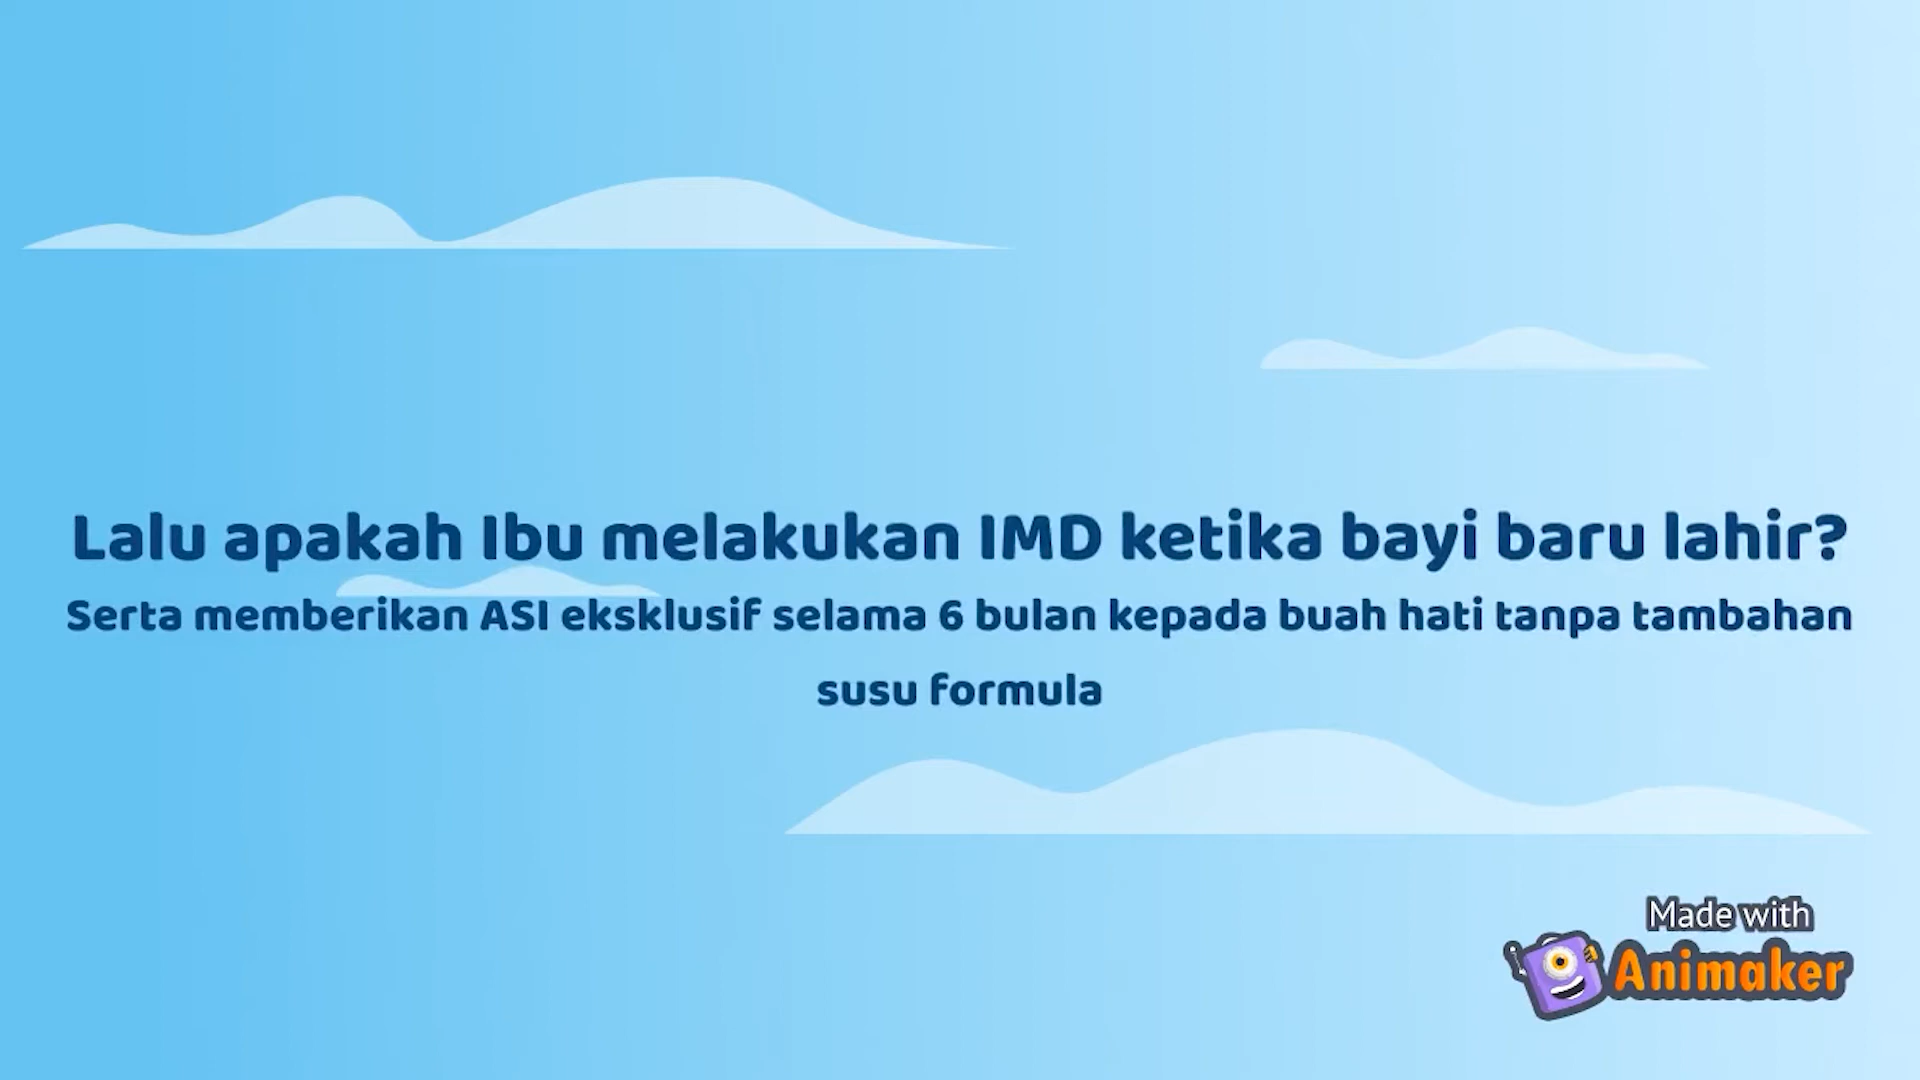 Lalu apakah Ibu melakukan IMD ketika bayi baru lahir?
Serta memberikan ASI eksklusif selama 6 bulan kepada buah hati tanpa tambahan
susu formula
Made with
Animaker